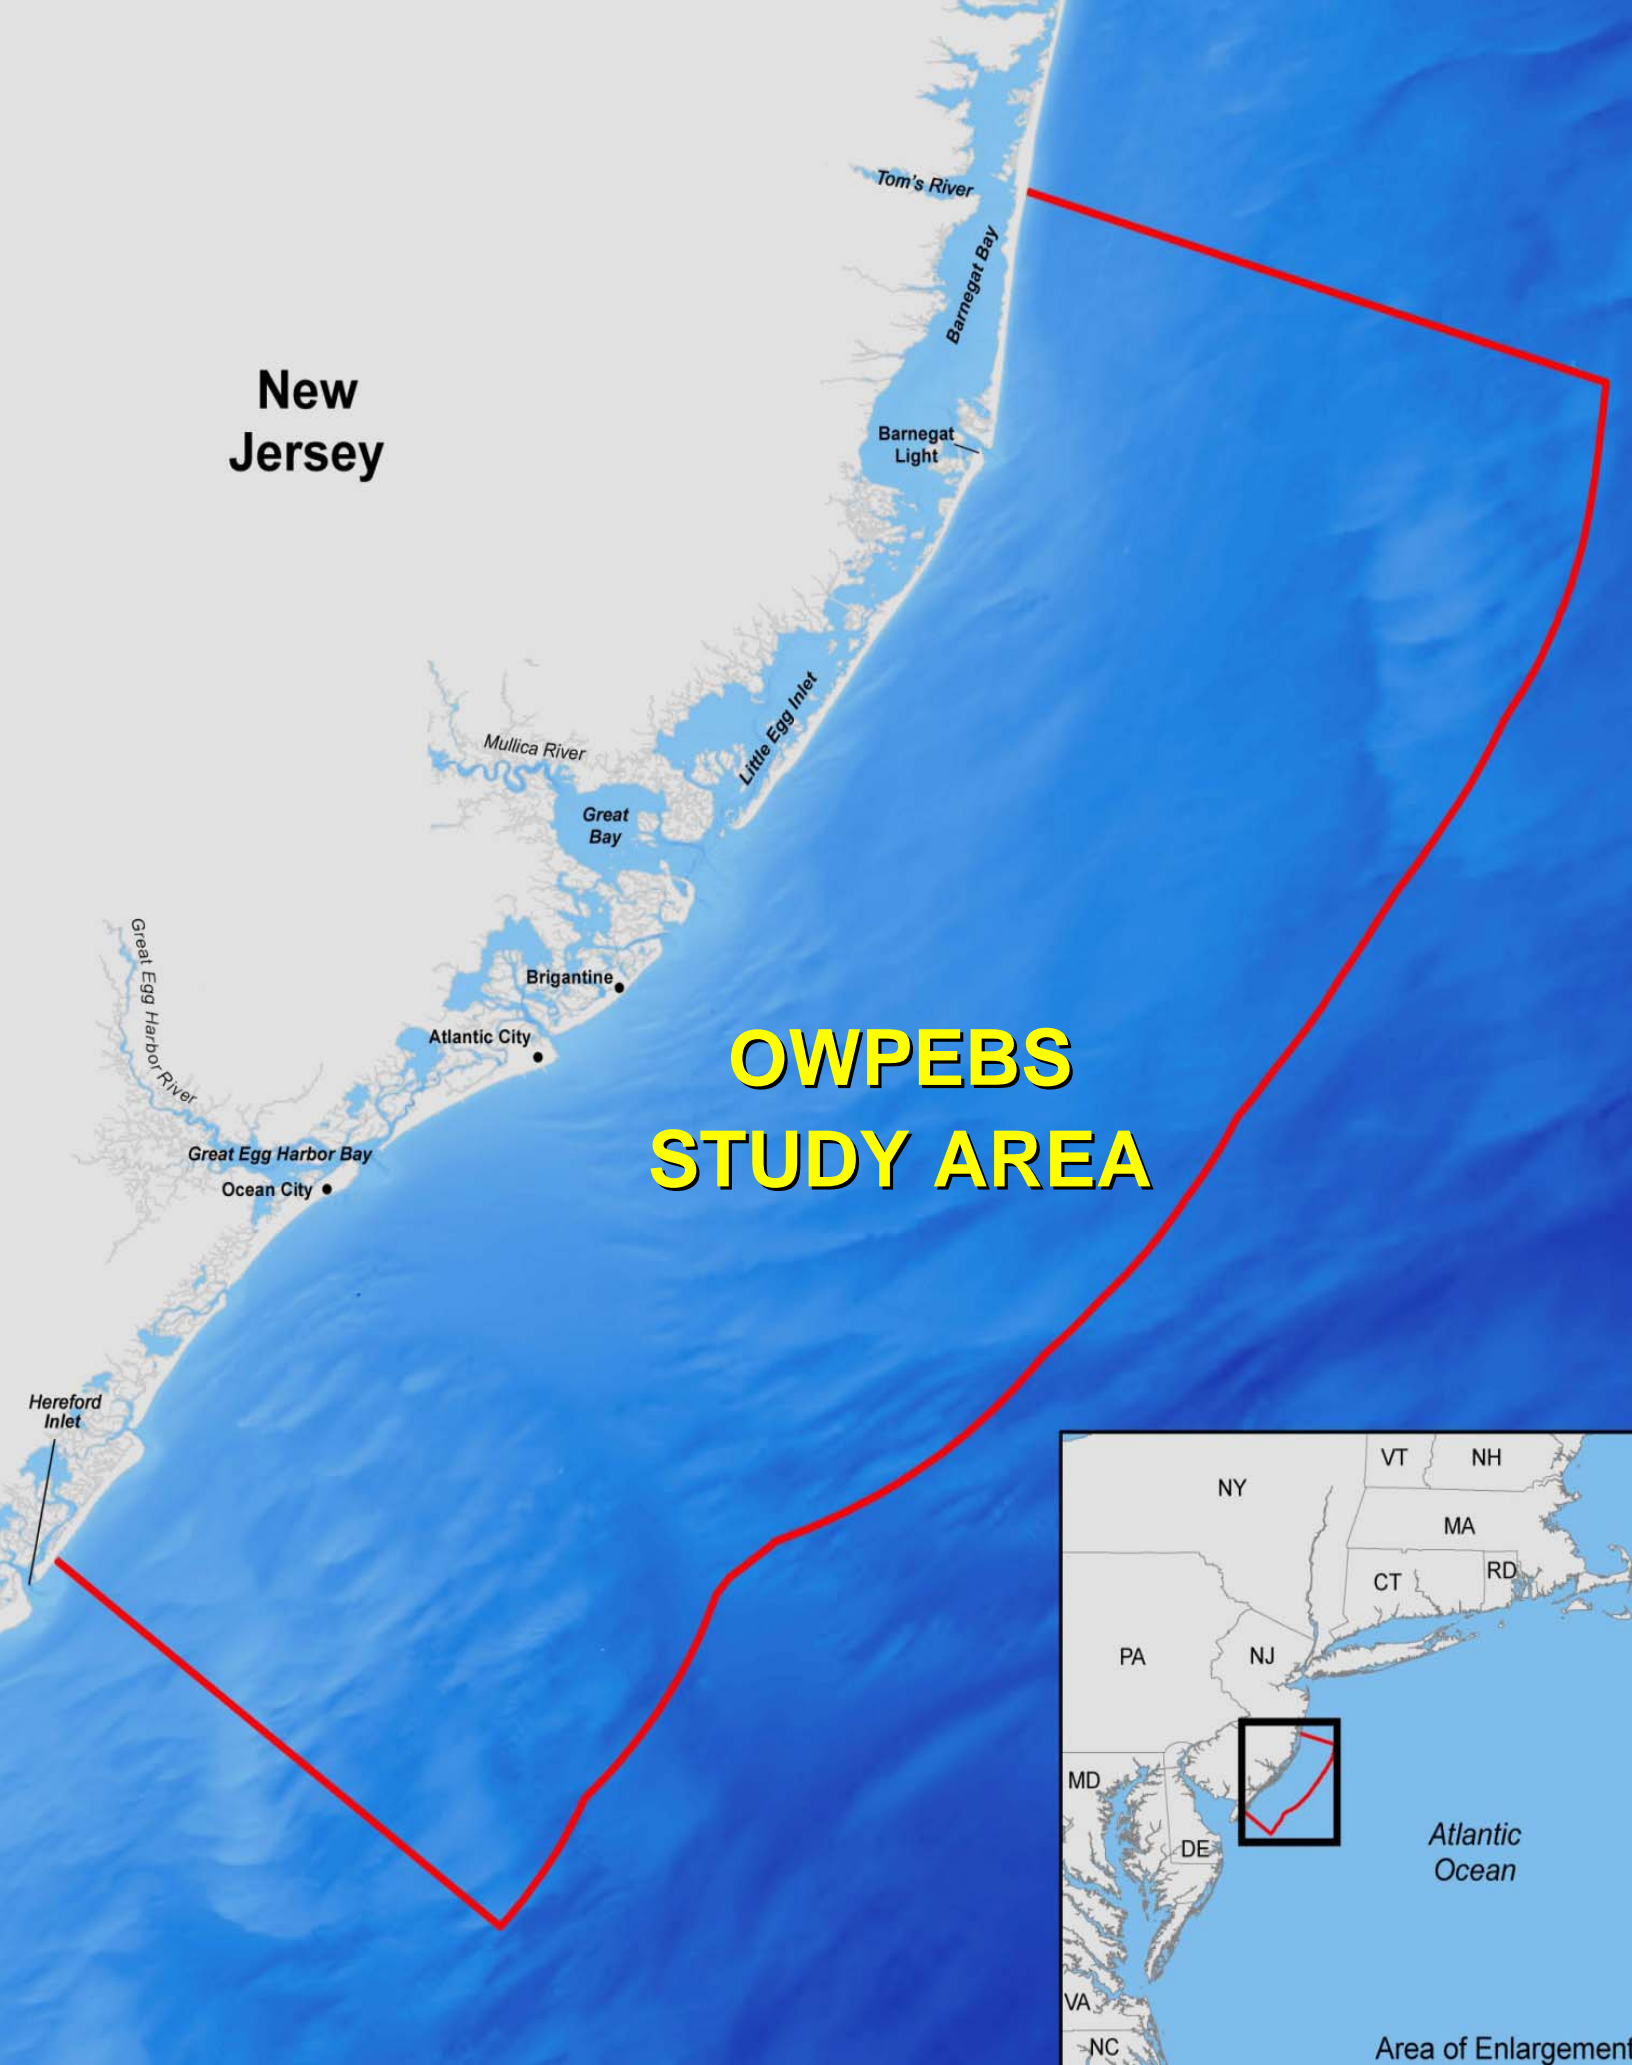 Tom's River
Barnegat Bay
New
Jersey
Barnegat
Light
Little Egg Inlet
Mullica River
Great
Bay
Great Egg Harbor River
Brigantine
Atlantic City
OWPEBS
STUDY AREA
Great Egg Harbor Bay
Ocean City
Hereford
Inlet
VT
NH
NY
MA
CT
RD
PA
NJ
MD
DE
Atlantic
Ocean
VA
NC
Area of Enlargement